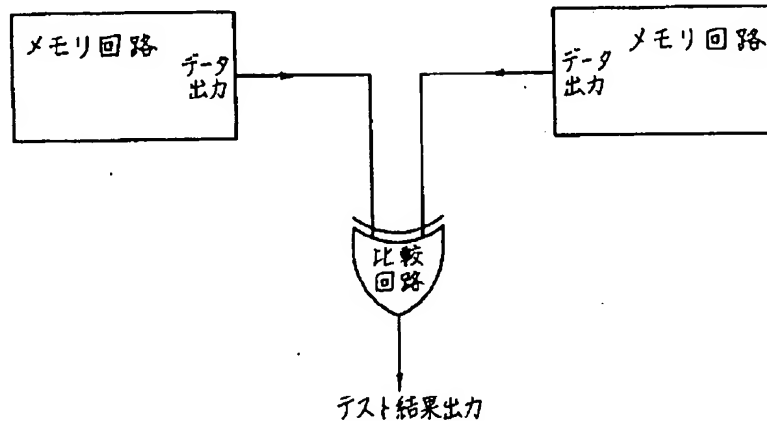 メモリ回路
データ
出力
メモリ回路
データ
出力
比較
回路
テスト結果出力